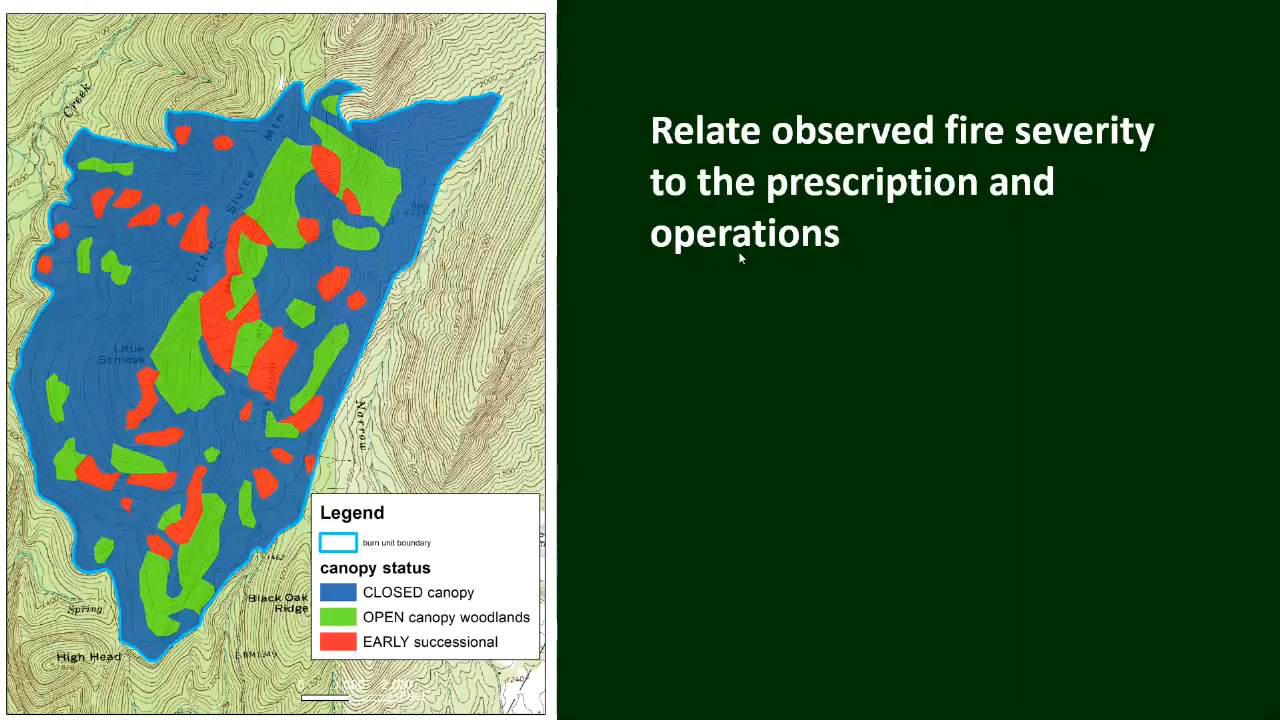 Relate observed fire severity
to the prescription and
operations
Creek
Little Sluice Mtn
Little
Schloss
Narrow
Legend
burn unit boundary
canopy status
CLOSED canopy
OPEN canopy woodlands
EARLY successional
1462
Black Oak
Ridge
Spring
High Head